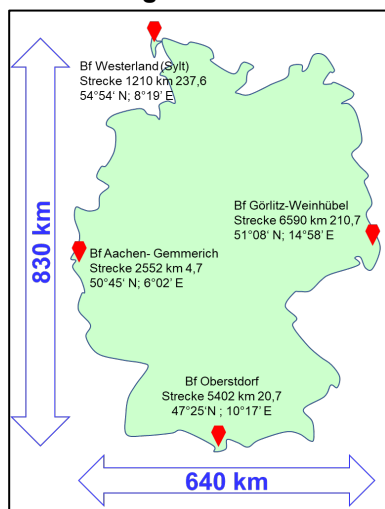 Bf Westerland (Sylt)
Strecke 1210 km 237,6
54°54‘ N; 8°19’ E
Bf Görlitz-Weinhübel
Strecke 6590 km 210,7
51°08‘ N; 14°58’ E
Bf Aachen- Gemmerich
Strecke 2552 km 4,7
50°45‘ N; 6°02’ E
830 km
Bf Oberstdorf
Strecke 5402 km 20,7
47°25‘N ; 10°17’ E
640 km